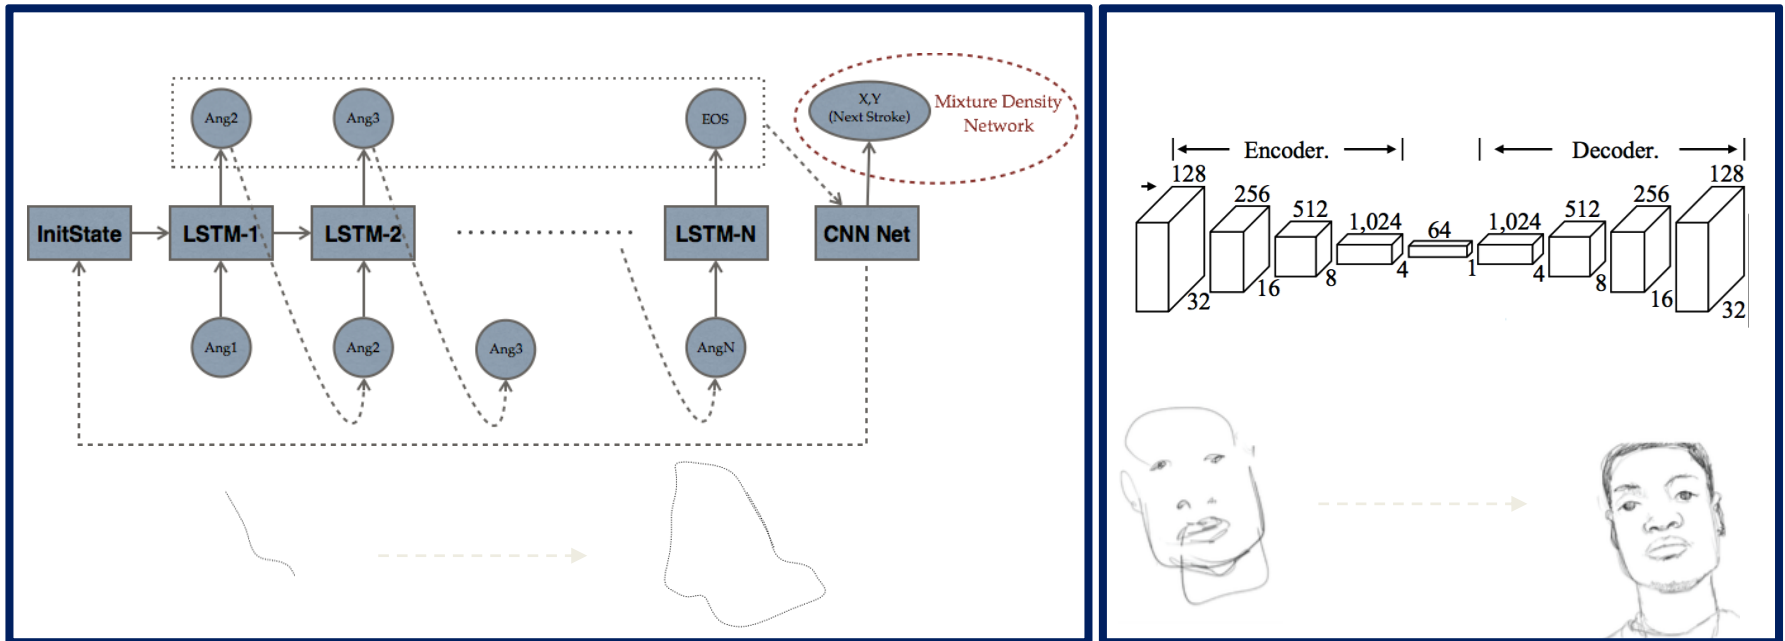 Ang2
Ang3
EOS
X,Y
(Next Stroke)
Mixture Density
Network
InitState
LSTM-1
LSTM-2
LSTM-N
CNN Net
Ang1
Ang2
Ang3
AngN
Encoder.
Decoder.
128
256
512
1,024
64
1,024
512
256
128
32
16
8
4
1
4
8
16
32